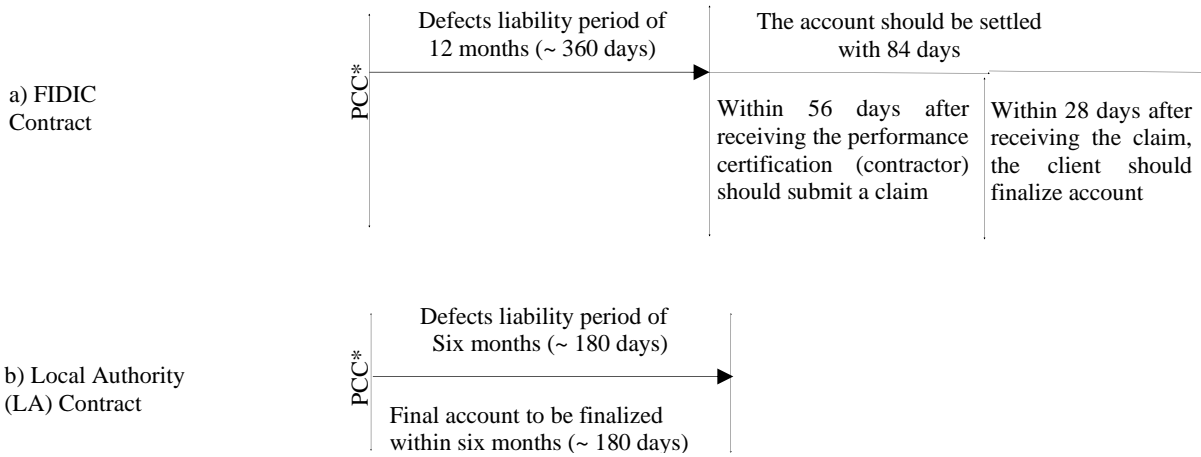 Defects liability period of
12 months (~ 360 days)
The account should be settled
with 84 days
PCC*
a) FIDIC
Contract
Within 56 days after
receiving the performance
certification (contractor)
should submit a claim
Within 28 days after
receiving the claim,
the client should
finalize account
Defects liability period of
Six months (~ 180 days)
PCC*
b) Local Authority
(LA) Contract
Final account to be finalized
within six months (~ 180 days)